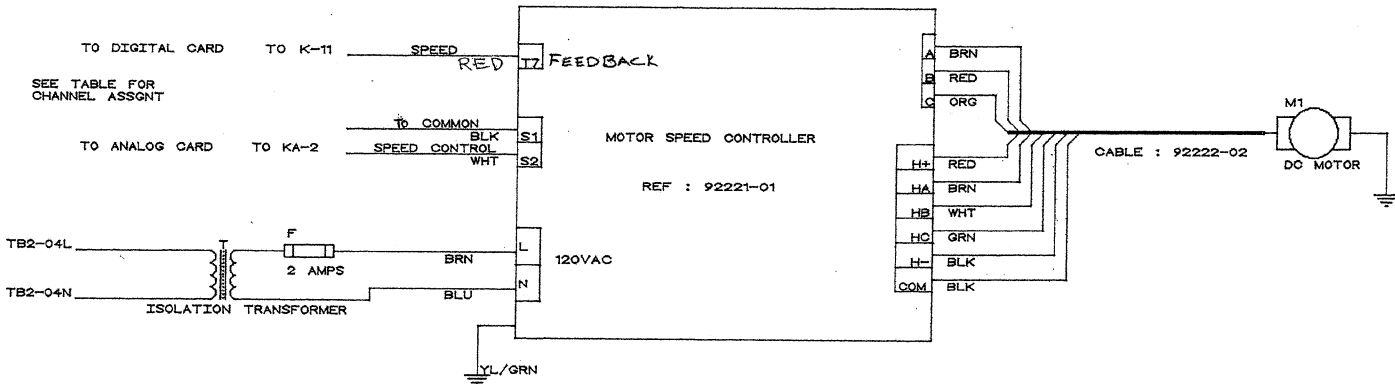 TO DIGITAL CARD TO K-11
SPEED
RED
T7 FEEDBACK
SEE TABLE FOR
CHANNEL ASSGNT
TO COMMON
BLK
S1
TO ANALOG CARD TO KA-2
SPEED CONTROL
WHT
S2
MOTOR SPEED CONTROLLER
REF : 92221-01
A BRN
B RED
C ORG
H+ RED
HA BRN
HB WHT
HC GRN
H- BLK
COM BLK
CABLE : 92222-02
M1
DC MOTOR
TB2-04L
TB2-04N
T
ISOLATION TRANSFORMER
F
2 AMPS
BRN
L
120VAC
BLU
N
YL/GRN